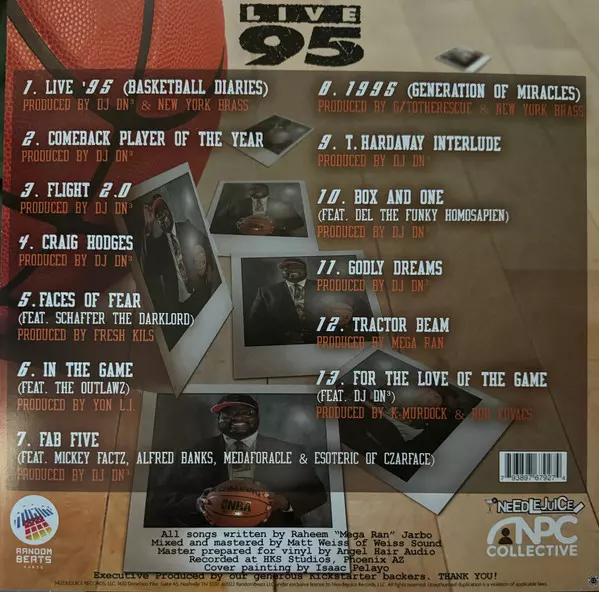 LIVE
95
1. LIVE '95 (BASKETBALL DIARIES)
PRODUCED BY DJ DN³ & NEW YORK BRASS
2. COMEBACK PLAYER OF THE YEAR
PRODUCED BY DJ DN³
3. FLIGHT 2.0
PRODUCED BY DJ DN³
4. CRAIG HODGES
PRODUCED BY DJ DN³
5. FACES OF FEAR
(FEAT. SCHAFFER THE DARKLORD)
PRODUCED BY FRESH KILS
6. IN THE GAME
(FEAT. THE OUTLAWZ)
PRODUCED BY YON L.I.
7. FAB FIVE
(FEAT. MICKEY FACTZ, ALFRED BANKS, MEDAFORACLE & ESOTERIC OF CZARFACE)
PRODUCED BY DJ DN³
8. 1995 (GENERATION OF MIRACLES)
PRODUCED BY G/TOTHERESCUE & NEW YORK BRASS
9. T. HARDAWAY INTERLUDE
PRODUCED BY DJ DN³
10. BOX AND ONE
(FEAT. DEL THE FUNKY HOMOSAPIEN)
PRODUCED BY DJ DN³
11. GODLY DREAMS
PRODUCED BY DJ DN³
12. TRACTOR BEAM
PRODUCED BY MEGA RAN
13. FOR THE LOVE OF THE GAME
(FEAT. DJ DN³)
PRODUCED BY K-MURDOCK & ROB KOVACS
NBA
7 93897 67927 4
RANDOM
BEATS
MUSIC
NEEDLEJUICE
NPC
COLLECTIVE
All songs written by Raheem "Mega Ran" Jarbo
Mixed and mastered by Matt Weiss of Weiss Sound
Master prepared for vinyl by Angel Hair Audio
Recorded at HKS Studios, Phoenix AZ
Cover painting by Isaac Pelayo
Executive Produced by our generous Kickstarter backers. THANK YOU!